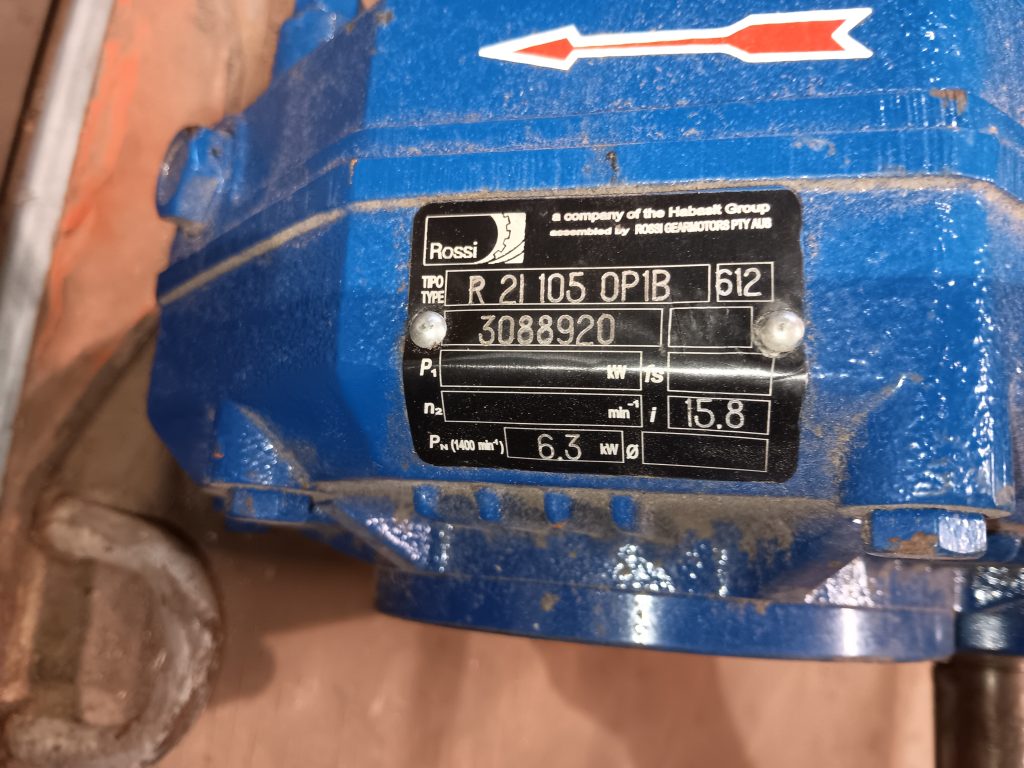 Rossi
a company of the Habasit Group
assembled by ROSSI GEARMOTORS PTY AUS
TIPO
TYPE
R 2I 105 OP1B 612
3088920
P₁ kW fs
n₂ min⁻¹ i 15.8
PN (1400 min⁻¹) 6.3 kW Ø